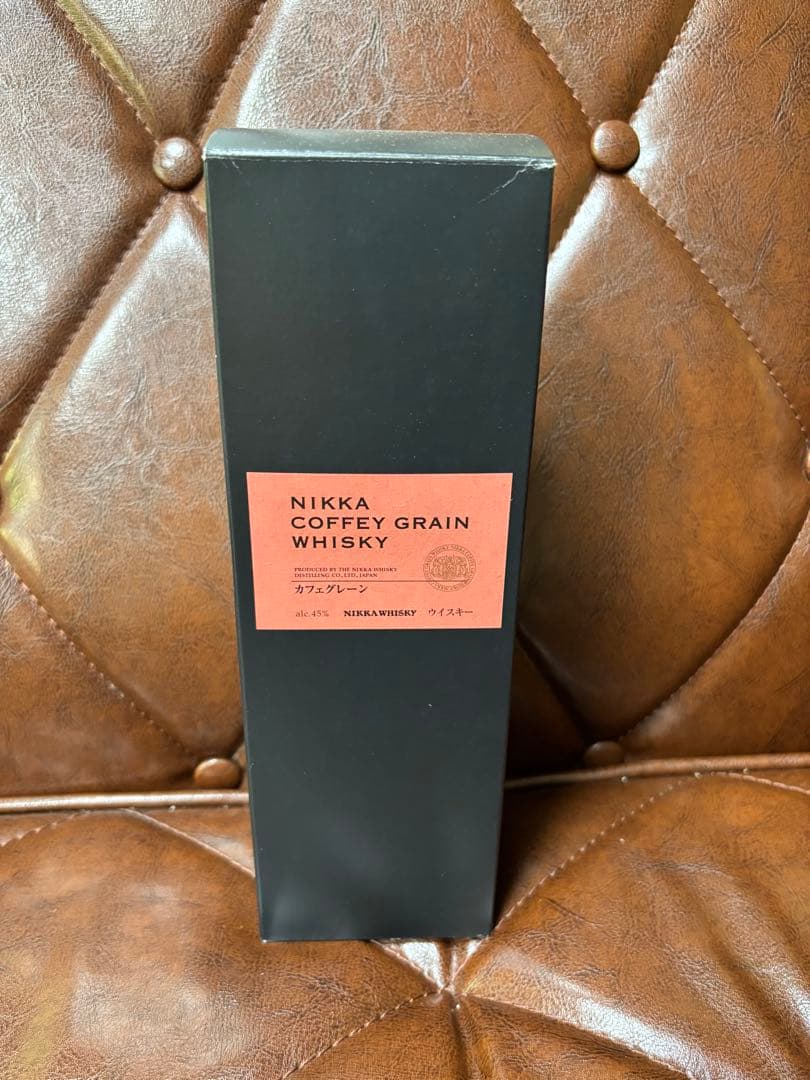 NIKKA
COFFEY GRAIN
WHISKY
PRODUCED BY THE NIKKA WHISKY
DISTILLING CO., LTD., JAPAN
カフェグレーン
alc.45% NIKKA WHISKY ウイスキー